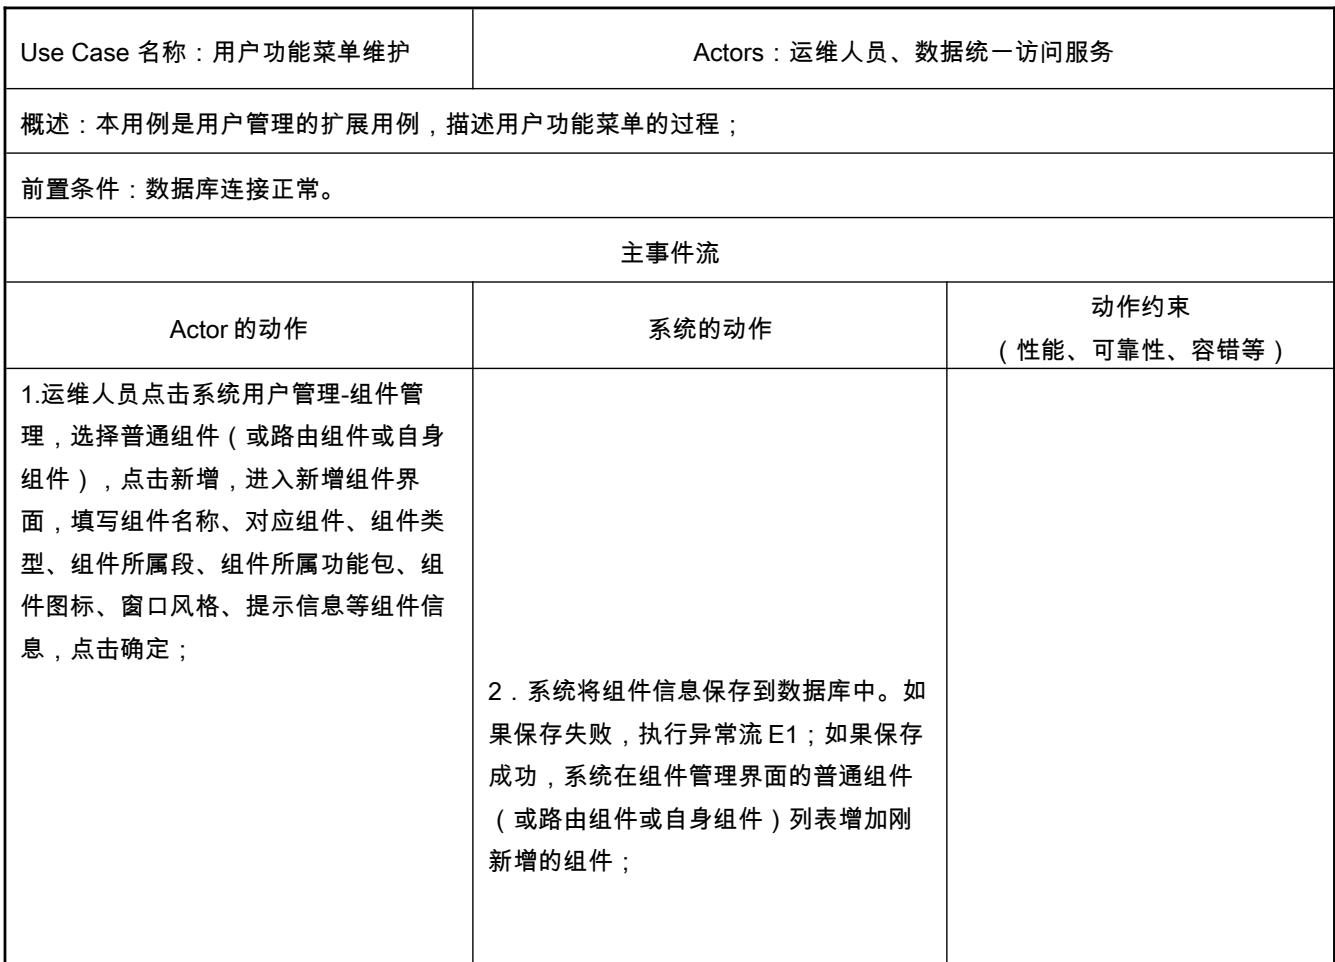 Use Case 名称：用户功能菜单维护
Actors：运维人员、数据统一访问服务
概述：本用例是用户管理的扩展用例，描述用户功能菜单的过程；
前置条件：数据库连接正常。
主事件流
Actor 的动作
系统的动作
动作约束
（性能、可靠性、容错等）
1.运维人员点击系统用户管理-组件管
理，选择普通组件（或路由组件或自身
组件），点击新增，进入新增组件界
面，填写组件名称、对应组件、组件类
型、组件所属段、组件所属功能包、组
件图标、窗口风格、提示信息等组件信
息，点击确定；
2．系统将组件信息保存到数据库中。如
果保存失败，执行异常流 E1；如果保存
成功，系统在组件管理界面的普通组件
（或路由组件或自身组件）列表增加刚
新增的组件；